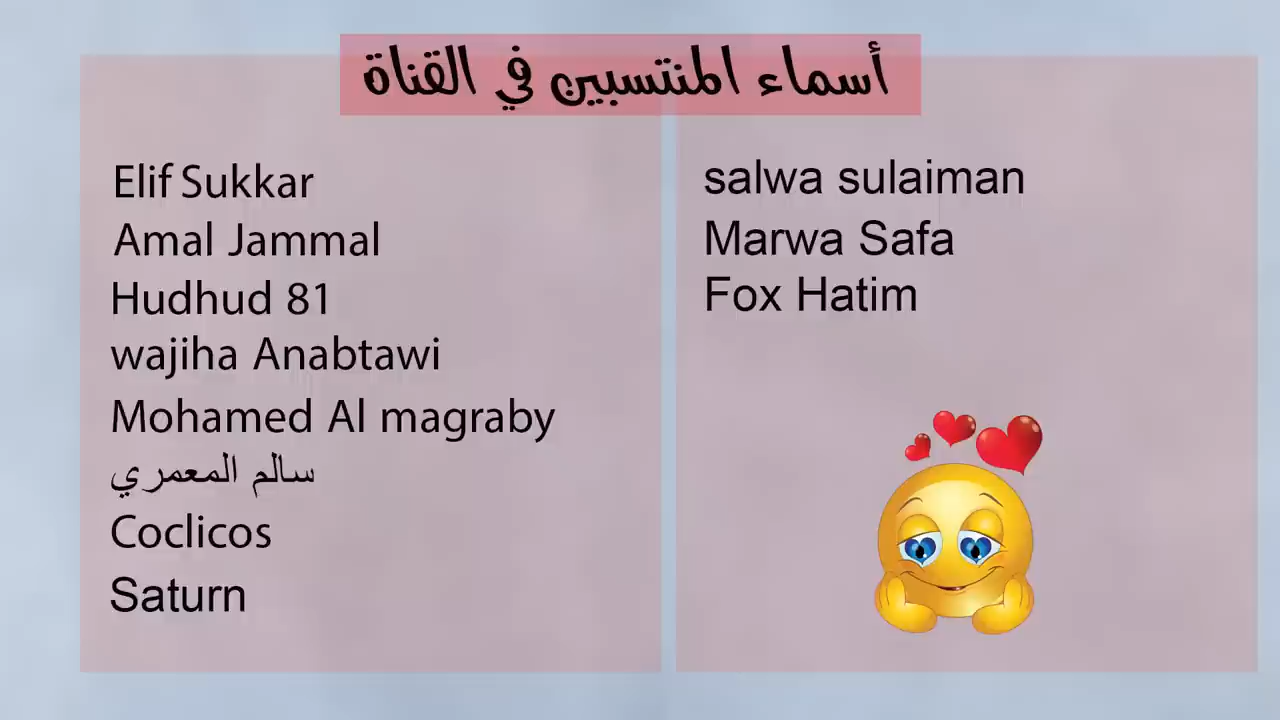 أسماء المنتسبين في القناة
Elif Sukkar
Amal Jammal
Hudhud 81
wajiha Anabtawi
Mohamed Al magraby
سالم المعمري
Coclicos
Saturn
salwa sulaiman
Marwa Safa
Fox Hatim